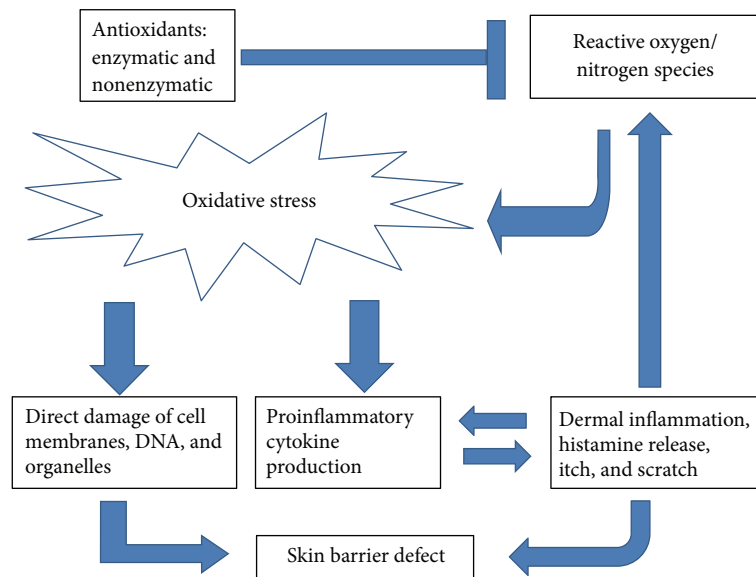 Antioxidants:
enzymatic and
nonenzymatic
Reactive oxygen/
nitrogen species
Oxidative stress
Direct damage of cell
membranes, DNA, and
organelles
Proinflammatory
cytokine
production
Dermal inflammation,
histamine release,
itch, and scratch
Skin barrier defect